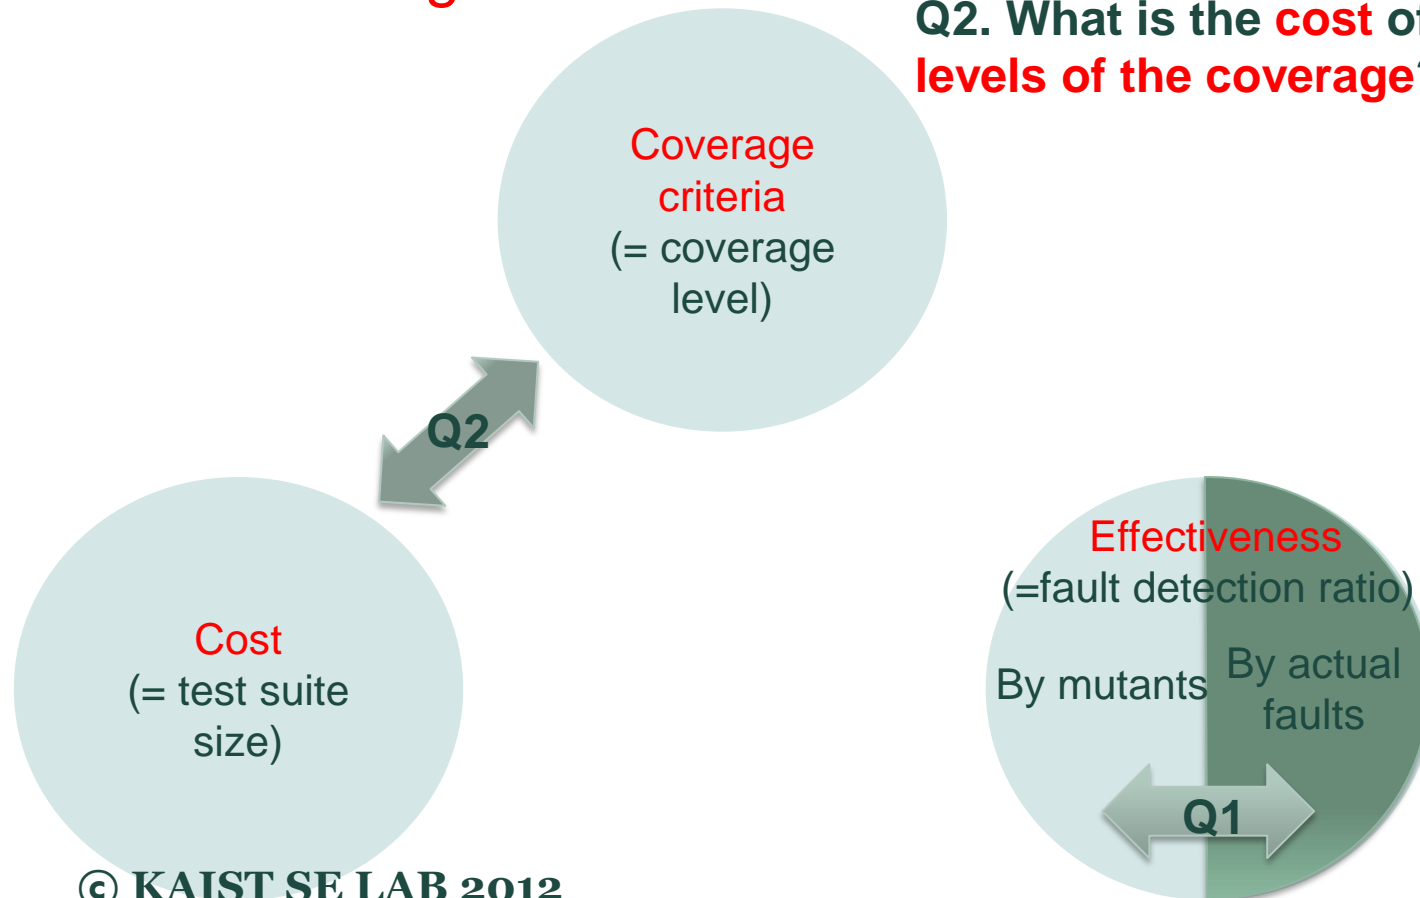 Q2. What is the cost of
levels of the coverage
Coverage
criteria
(= coverage
level)
Q2
Effectiveness
(=fault detection ratio)
Cost
(= test suite
size)
By mutants
By actual
faults
Q1
© KAIST SE LAB 2012